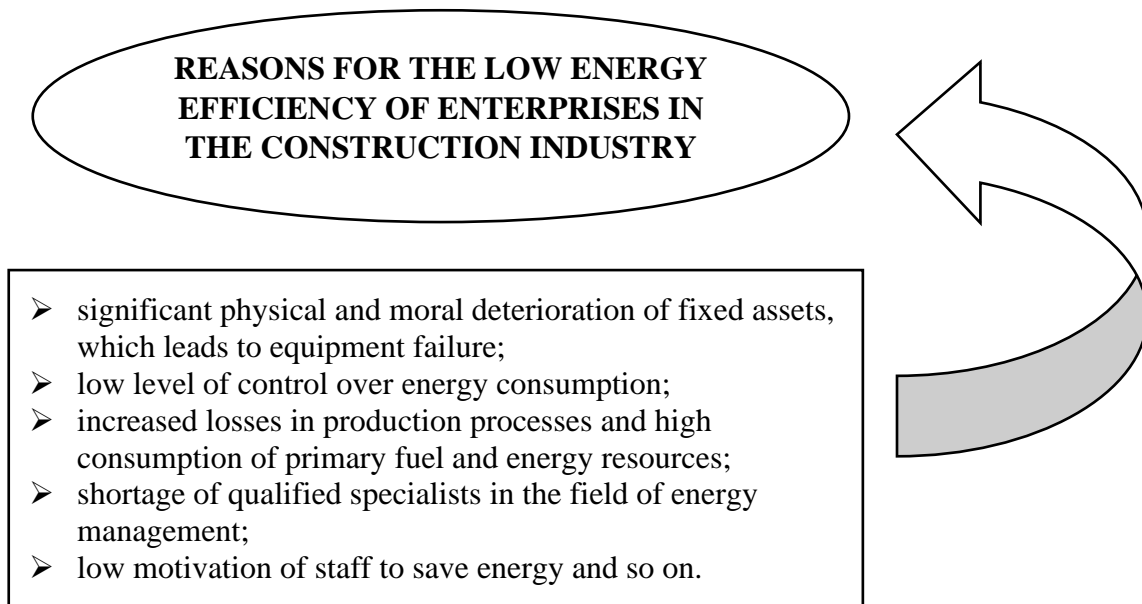 REASONS FOR THE LOW ENERGY
EFFICIENCY OF ENTERPRISES IN
THE CONSTRUCTION INDUSTRY
➢ significant physical and moral deterioration of fixed assets,
which leads to equipment failure;
➢ low level of control over energy consumption;
➢ increased losses in production processes and high
consumption of primary fuel and energy resources;
➢ shortage of qualified specialists in the field of energy
management;
➢ low motivation of staff to save energy and so on.